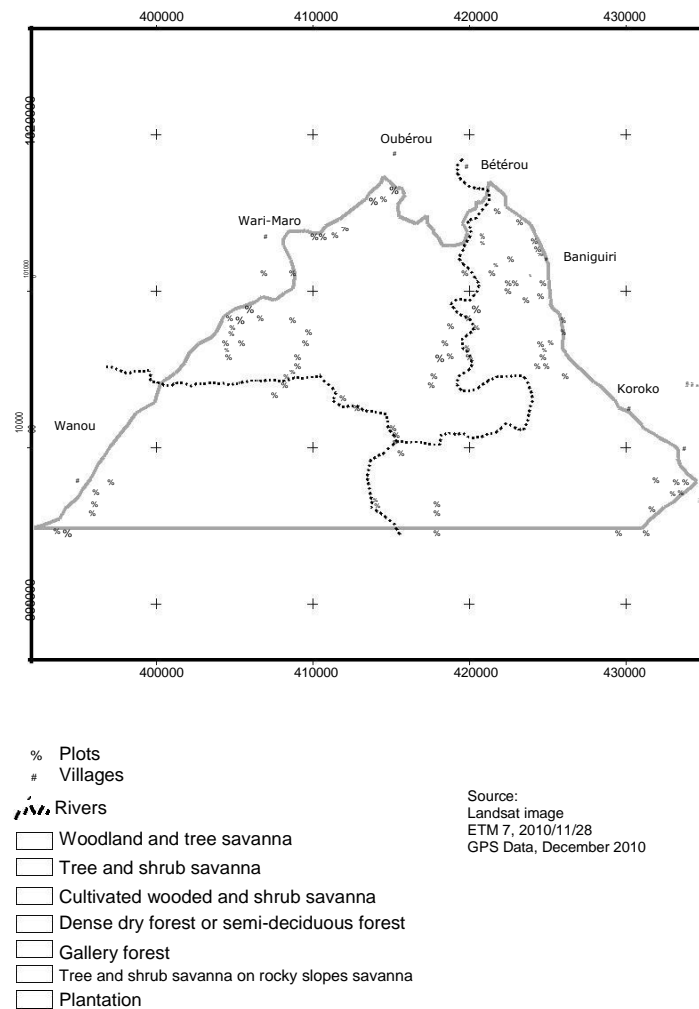 400000 410000 420000 430000
Oubérou
Bétérou
Wari-Maro
Baniguiri
Koroko
Wanou
400000 410000 420000 430000
% Plots
# Villages
Rivers
Woodland and tree savanna
Tree and shrub savanna
Cultivated wooded and shrub savanna
Dense dry forest or semi-deciduous forest
Gallery forest
Tree and shrub savanna on rocky slopes savanna
Plantation
Source:
Landsat image
ETM 7, 2010/11/28
GPS Data, December 2010